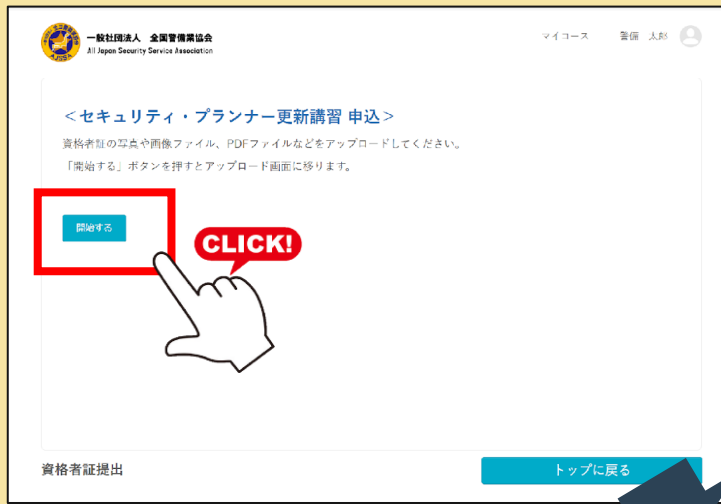 一般社団法人 全国警備業協会
All Japan Security Service Association
マイコース 警備 太郎
AJSSA
<セキュリティ・プランナー更新講習 申込>
資格者証の写真や画像ファイル、PDFファイルなどをアップロードしてください。
「開始する」ボタンを押すとアップロード画面に移ります。
開始する
CLICK!
資格者証提出
トップに戻る